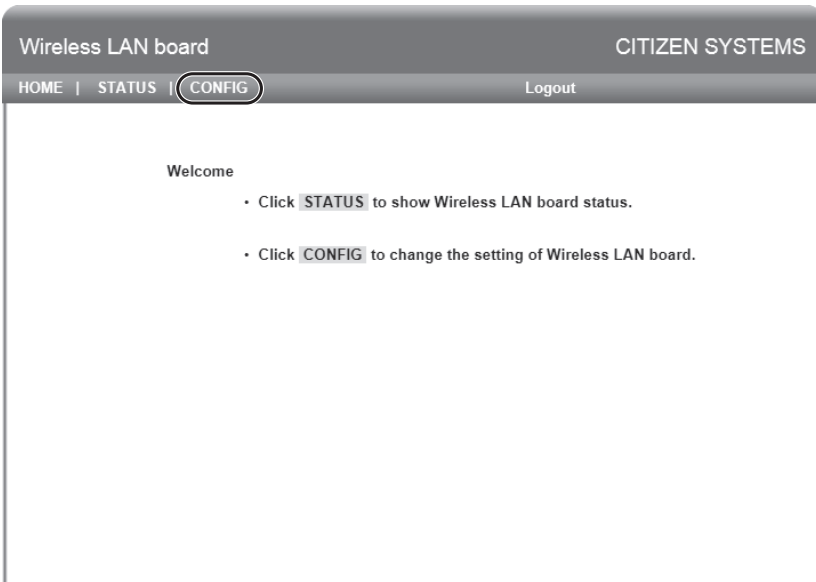 Wireless LAN board CITIZEN SYSTEMS
HOME | STATUS | CONFIG Logout
Welcome
• Click STATUS to show Wireless LAN board status.
• Click CONFIG to change the setting of Wireless LAN board.